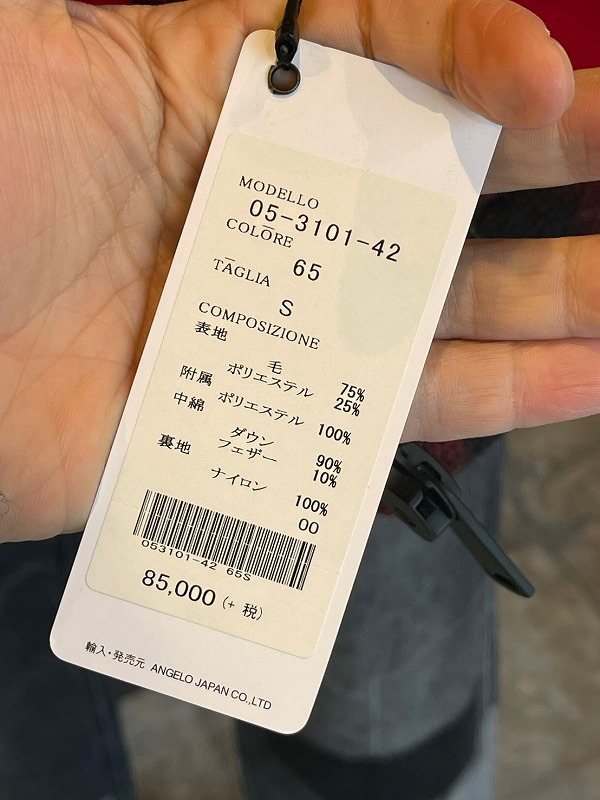 MODELLO
05-3101-42
COLORE
65
TAGLIA
S
COMPOSIZIONE
表地
毛 75%
ポリエステル 25%
附属 ポリエステル 100%
中綿 ダウン 90%
フェザー 10%
裏地 ナイロン 100%
00
053101-42 65S
85,000 (+ 税)
輸入・発売元 ANGELO JAPAN CO.,LTD